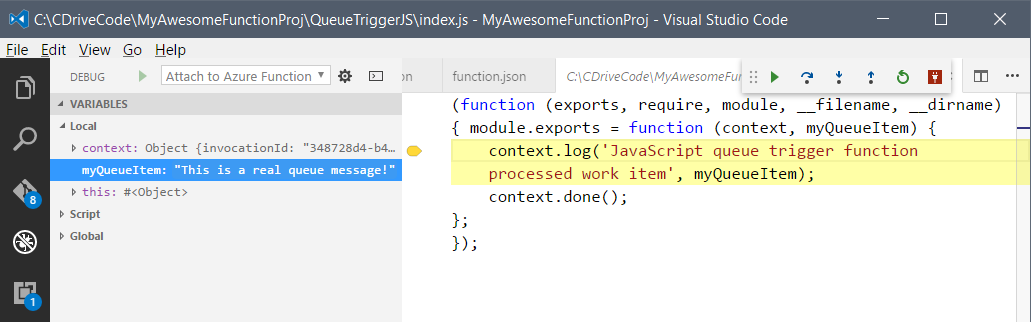 C:\CDriveCode\MyAwesomeFunctionProj\QueueTriggerJS\index.js - MyAwesomeFunctionProj - Visual Studio Code
File Edit View Go Help
DEBUG Attach to Azure Function
on function.json C:\CDriveCode\MyAwesomeFu
VARIABLES
Local
context: Object {invocationId: "348728d4-b4…
myQueueItem: "This is a real queue message!"
this: #<Object>
Script
Global
8
1
(function (exports, require, module, __filename, __dirname)
{ module.exports = function (context, myQueueItem) {
context.log('JavaScript queue trigger function
processed work item', myQueueItem);
context.done();
};
});